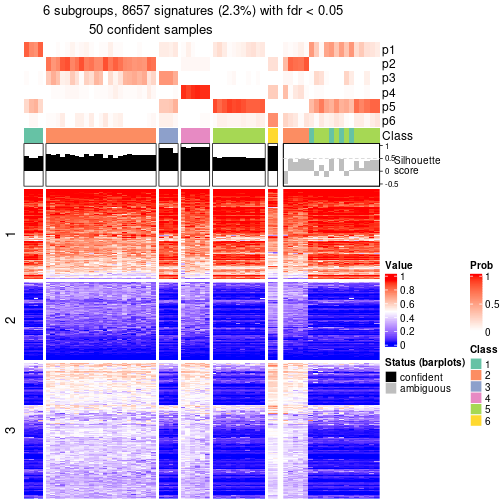 6 subgroups, 8657 signatures (2.3%) with fdr < 0.05
50 confident samples
p1
p2
p3
p4
p5
p6
Class
1
0.5
0
-0.5
Silhouette
score
1
2
3
Value
1
0.8
0.6
0.4
0.2
0
Prob
1
0.5
0
Status (barplots)
confident
ambiguous
Class
1
2
3
4
5
6